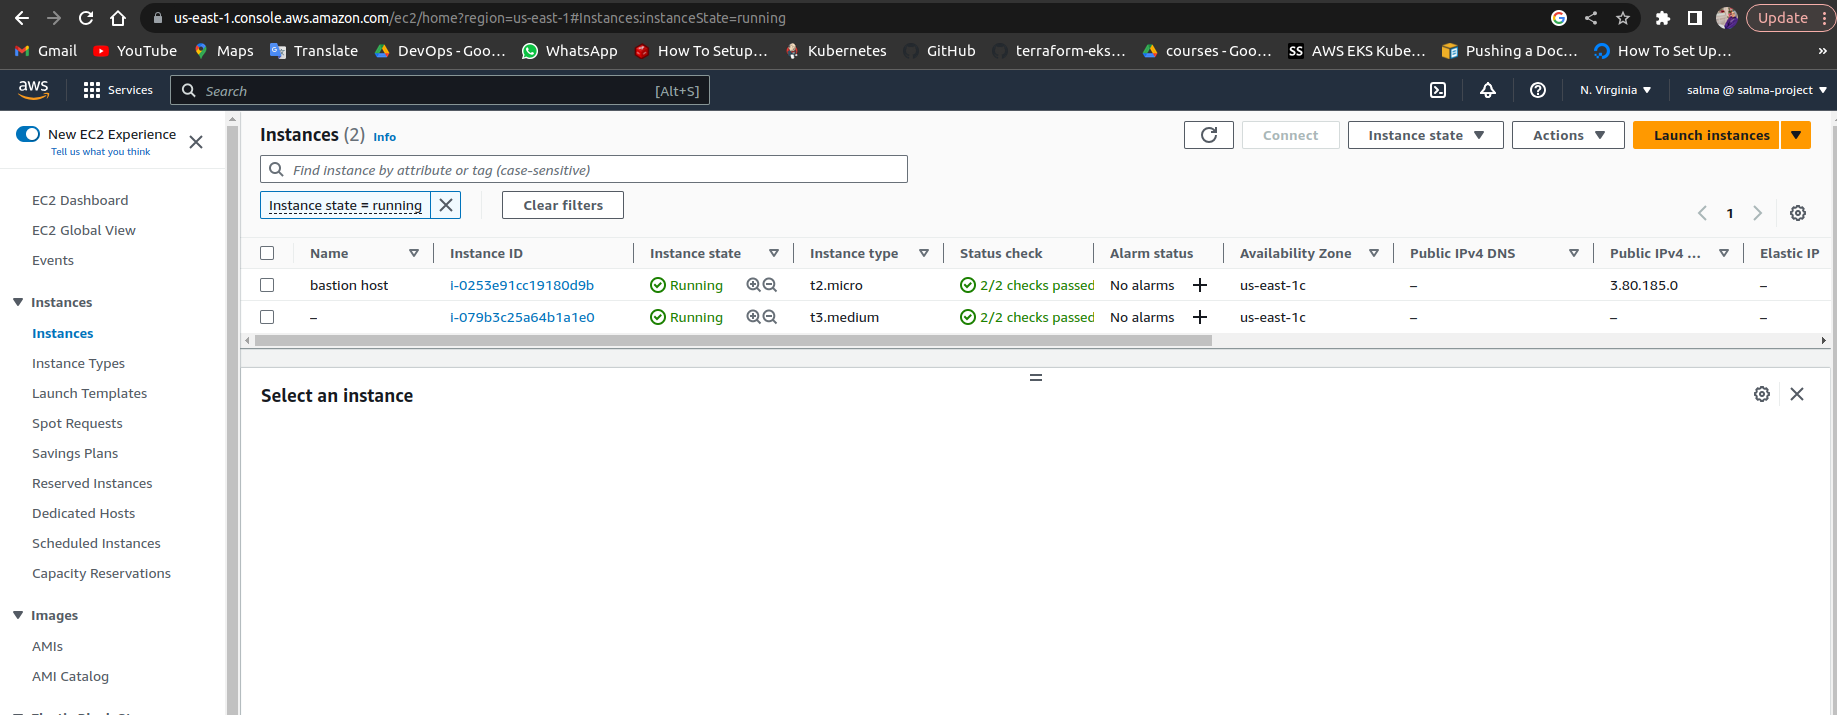 us-east-1.console.aws.amazon.com/ec2/home?region=us-east-1#Instances:instanceState=running
Update
Gmail YouTube Maps Translate DevOps - Goo... WhatsApp How To Setup... Kubernetes GitHub terraform-eks... courses - Goo... SS AWS EKS Kube... Pushing a Doc... How To Set Up... »
aws Services Search [Alt+S] N. Virginia salma @ salma-project
New EC2 Experience
Tell us what you think
EC2 Dashboard
EC2 Global View
Events
Instances
Instances
Instance Types
Launch Templates
Spot Requests
Savings Plans
Reserved Instances
Dedicated Hosts
Scheduled Instances
Capacity Reservations
Images
AMIs
AMI Catalog
Instances (2) Info
Connect Instance state Actions Launch instances
Find Instance by attribute or tag (case-sensitive)
Instance state = running Clear filters
1
Name Instance ID Instance state Instance type Status check Alarm status Availability Zone Public IPv4 DNS Public IPv4 ... Elastic IP
bastion host i-0253e91cc19180d9b Running t2.micro 2/2 checks passed No alarms + us-east-1c – 3.80.185.0 –
– i-079b3c25a64b1a1e0 Running t3.medium 2/2 checks passed No alarms + us-east-1c – – –
Select an instance